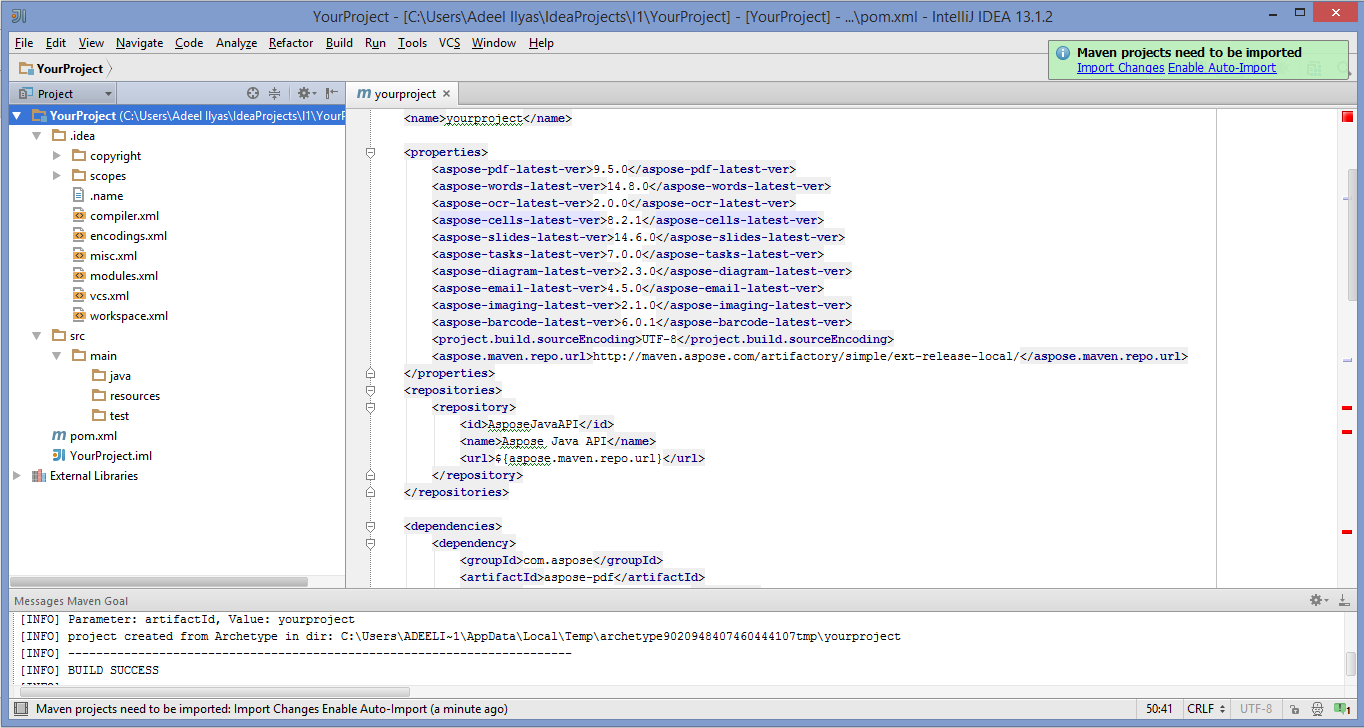 YourProject - [C:\Users\Adeel Ilyas\IdeaProjects\I1\YourProject] - [YourProject] - ...\pom.xml - IntelliJ IDEA 13.1.2
File Edit View Navigate Code Analyze Refactor Build Run Tools VCS Window Help
Maven projects need to be imported
Import Changes Enable Auto-Import
YourProject
Project
yourproject
YourProject (C:\Users\Adeel Ilyas\IdeaProjects\I1\YourP
.idea
copyright
scopes
.name
compiler.xml
encodings.xml
misc.xml
modules.xml
vcs.xml
workspace.xml
src
main
java
resources
test
pom.xml
YourProject.iml
External Libraries
<name>yourproject</name>
<properties>
<aspose-pdf-latest-ver>9.5.0</aspose-pdf-latest-ver>
<aspose-words-latest-ver>14.8.0</aspose-words-latest-ver>
<aspose-ocr-latest-ver>2.0.0</aspose-ocr-latest-ver>
<aspose-cells-latest-ver>8.2.1</aspose-cells-latest-ver>
<aspose-slides-latest-ver>14.6.0</aspose-slides-latest-ver>
<aspose-tasks-latest-ver>7.0.0</aspose-tasks-latest-ver>
<aspose-diagram-latest-ver>2.3.0</aspose-diagram-latest-ver>
<aspose-email-latest-ver>4.5.0</aspose-email-latest-ver>
<aspose-imaging-latest-ver>2.1.0</aspose-imaging-latest-ver>
<aspose-barcode-latest-ver>6.0.1</aspose-barcode-latest-ver>
<project.build.sourceEncoding>UTF-8</project.build.sourceEncoding>
<aspose.maven.repo.url>http://maven.aspose.com/artifactory/simple/ext-release-local/</aspose.maven.repo.url>
</properties>
<repositories>
<repository>
<id>AsposeJavaAPI</id>
<name>Aspose Java API</name>
<url>${aspose.maven.repo.url}</url>
</repository>
</repositories>
<dependencies>
<dependency>
<groupId>com.aspose</groupId>
<artifactId>aspose-pdf</artifactId>
Messages Maven Goal
[INFO] Parameter: artifactId, Value: yourproject
[INFO] project created from Archetype in dir: C:\Users\ADEELI~1\AppData\Local\Temp\archetype9020948407460444107tmp\yourproject
[INFO] ------------------------------------------------------------------------
[INFO] BUILD SUCCESS
Maven projects need to be imported: Import Changes Enable Auto-Import (a minute ago)
50:41 CRLF UTF-8 1